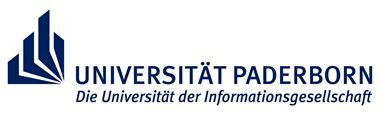 UNIVERSITÄT PADERBORN
Die Universität der Informationsgesellschaft